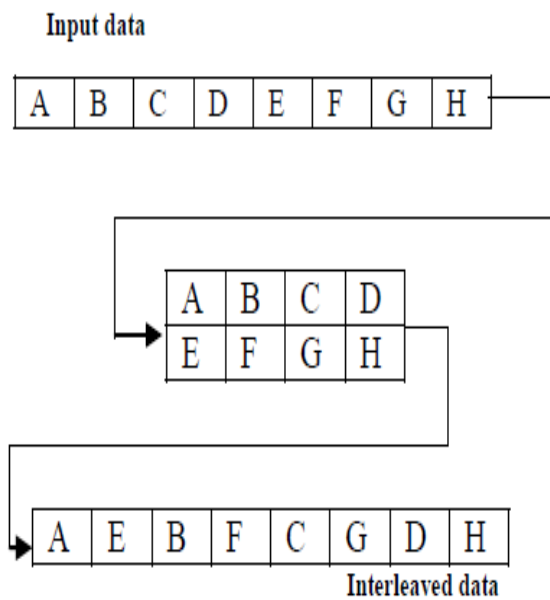 Input data
A B C D E F G H
A B C D
E F G H
A E B F C G D H
Interleaved data